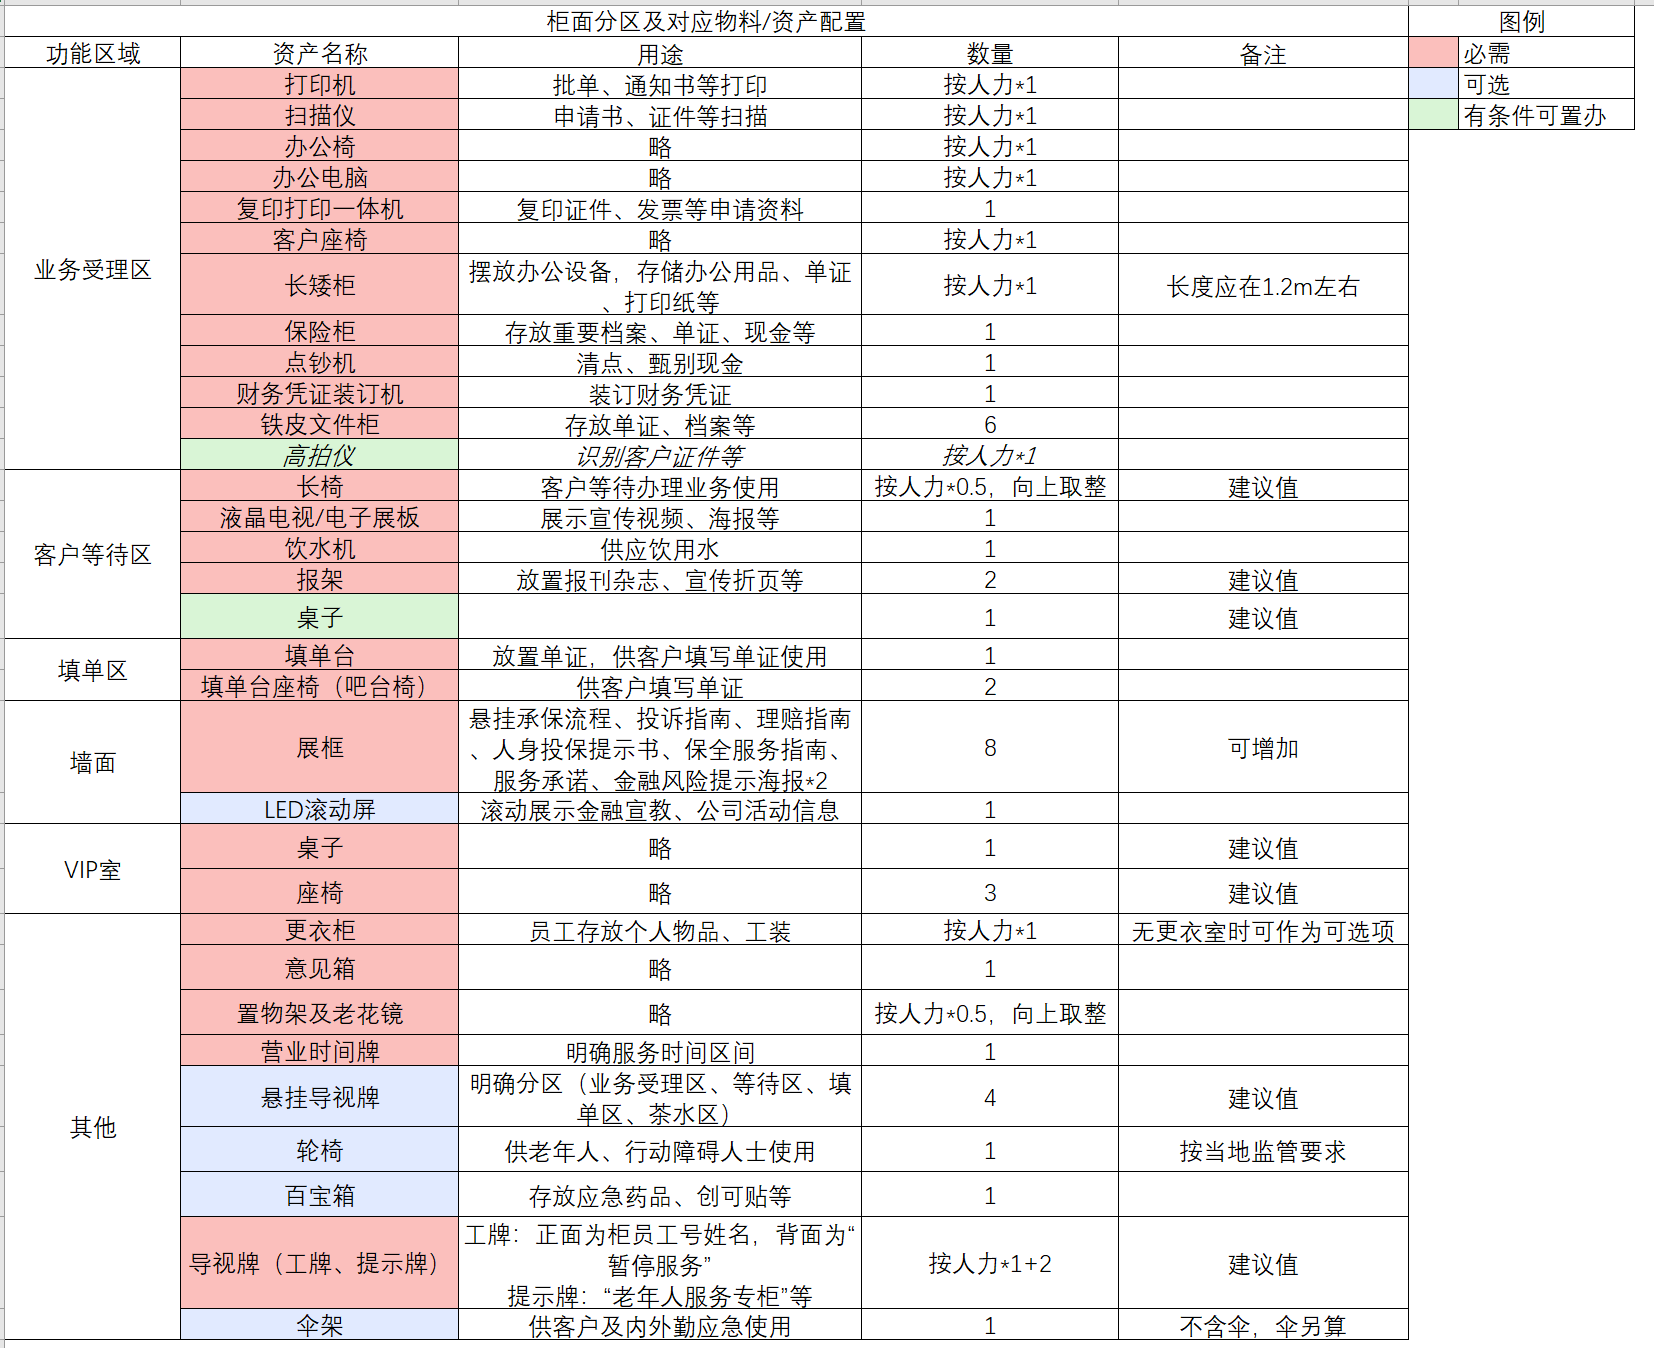 柜面分区及对应物料/资产配置 图例
功能区域 资产名称 用途 数量 备注 必需
打印机 批单、通知书等打印 按人力*1 可选
扫描仪 申请书、证件等扫描 按人力*1 有条件可置办
办公椅 略 按人力*1
办公电脑 略 按人力*1
复印打印一体机 复印证件、发票等申请资料 1
客户座椅 略 按人力*1
业务受理区
长矮柜 摆放办公设备，存储办公用品、单证
、打印纸等 按人力*1 长度应在1.2m左右
保险柜 存放重要档案、单证、现金等 1
点钞机 清点、甄别现金 1
财务凭证装订机 装订财务凭证 1
铁皮文件柜 存放单证、档案等 6
高拍仪 识别客户证件等 按人力*1
长椅 客户等待办理业务使用 按人力*0.5，向上取整 建议值
液晶电视/电子展板 展示宣传视频、海报等 1
客户等待区 饮水机 供应饮用水 1
报架 放置报刊杂志、宣传折页等 2 建议值
桌子 1 建议值
填单区 填单台 放置单证，供客户填写单证使用 1
填单台座椅（吧台椅） 供客户填写单证 2
墙面 展框 悬挂承保流程、投诉指南、理赔指南
、人身投保提示书、保全服务指南、
服务承诺、金融风险提示海报*2 8 可增加
LED滚动屏 滚动展示金融宣教、公司活动信息 1
VIP室 桌子 略 1 建议值
座椅 略 3 建议值
更衣柜 员工存放个人物品、工装 按人力*1 无更衣室时可作为可选项
意见箱 略 1
置物架及老花镜 略 按人力*0.5，向上取整
营业时间牌 明确服务时间区间 1
其他 悬挂导视牌 明确分区（业务受理区、等待区、填
单区、茶水区） 4 建议值
轮椅 供老年人、行动障碍人士使用 1 按当地监管要求
百宝箱 存放应急药品、创可贴等 1
导视牌（工牌、提示牌） 工牌：正面为柜员工号姓名，背面为“
暂停服务”
提示牌：“老年人服务专柜”等 按人力*1+2 建议值
伞架 供客户及内外勤应急使用 1 不含伞，伞另算